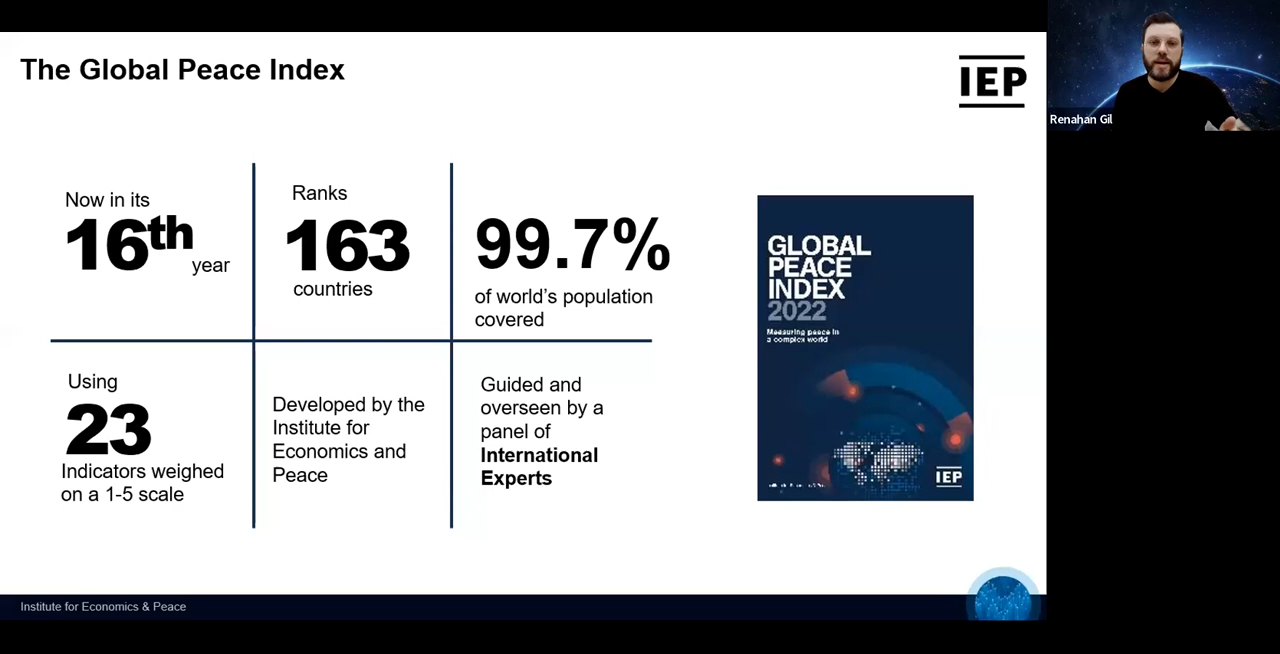 The Global Peace Index
IEP
Now in its
16th
year
Ranks
163
countries
99.7%
of world's population
covered
Using
23
Indicators weighed
on a 1-5 scale
Developed by the
Institute for
Economics and
Peace
Guided and
overseen by a
panel of
International
Experts
GLOBAL
PEACE
INDEX
2022
Measuring peace in
a complex world
IEP
Institute for Economics & Peace
Renahan Gil